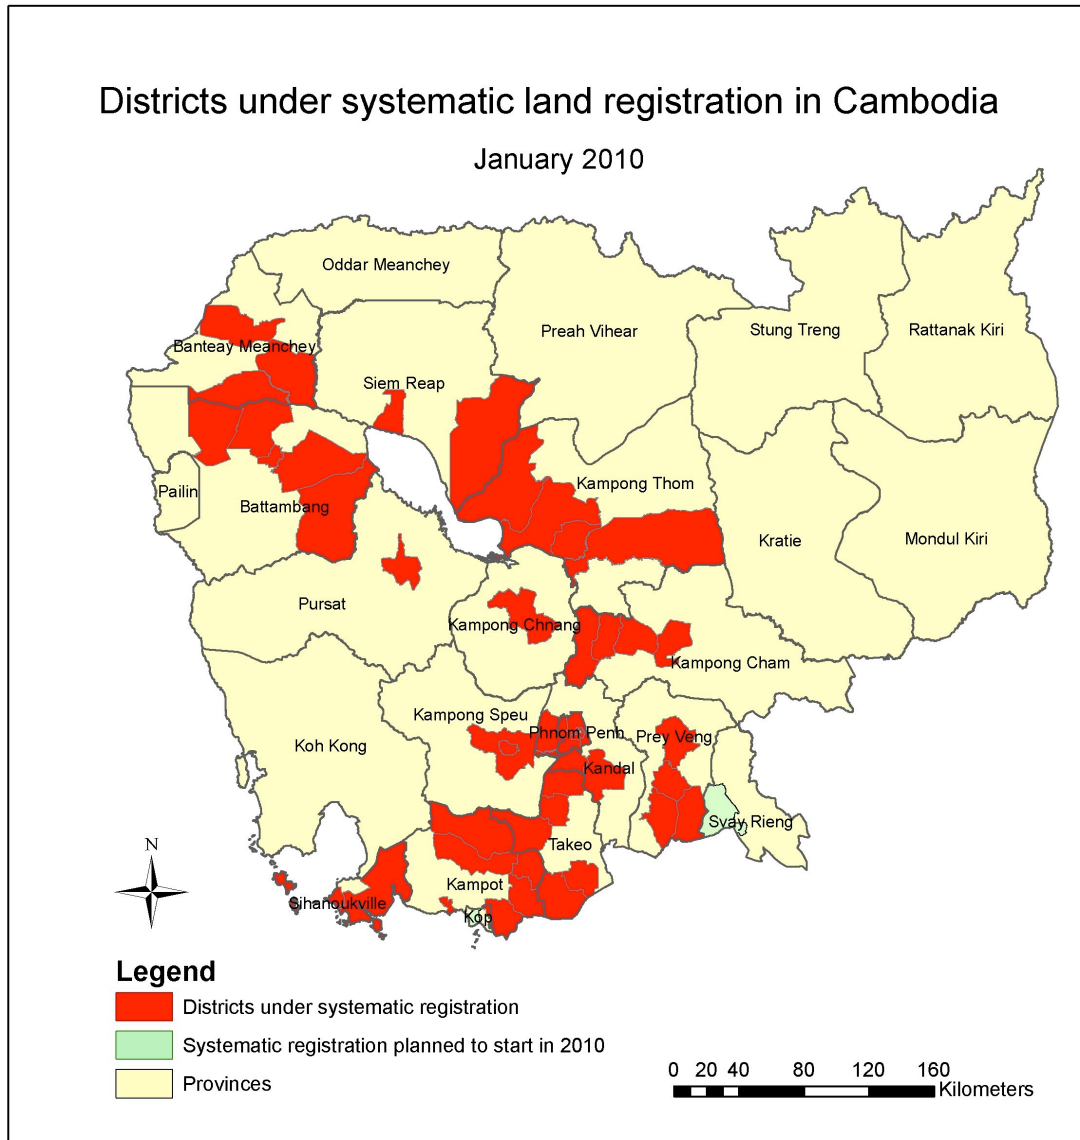 Districts under systematic land registration in Cambodia
January 2010
Oddar Meanchey
Preah Vihear
Stung Treng
Rattanak Kiri
Banteay Meanchey
Siem Reap
Pailin
Battambang
Kampong Thom
Kratie
Mondul Kiri
Pursat
Kampong Chnang
Kampong Cham
Kampong Speu
Phnom Penh
Prey Veng
Koh Kong
Kandal
Svay Rieng
Takeo
Kampot
Sihanoukville
Kep
N
Legend
Districts under systematic registration
Systematic registration planned to start in 2010
Provinces
0 20 40 80 120 160
Kilometers